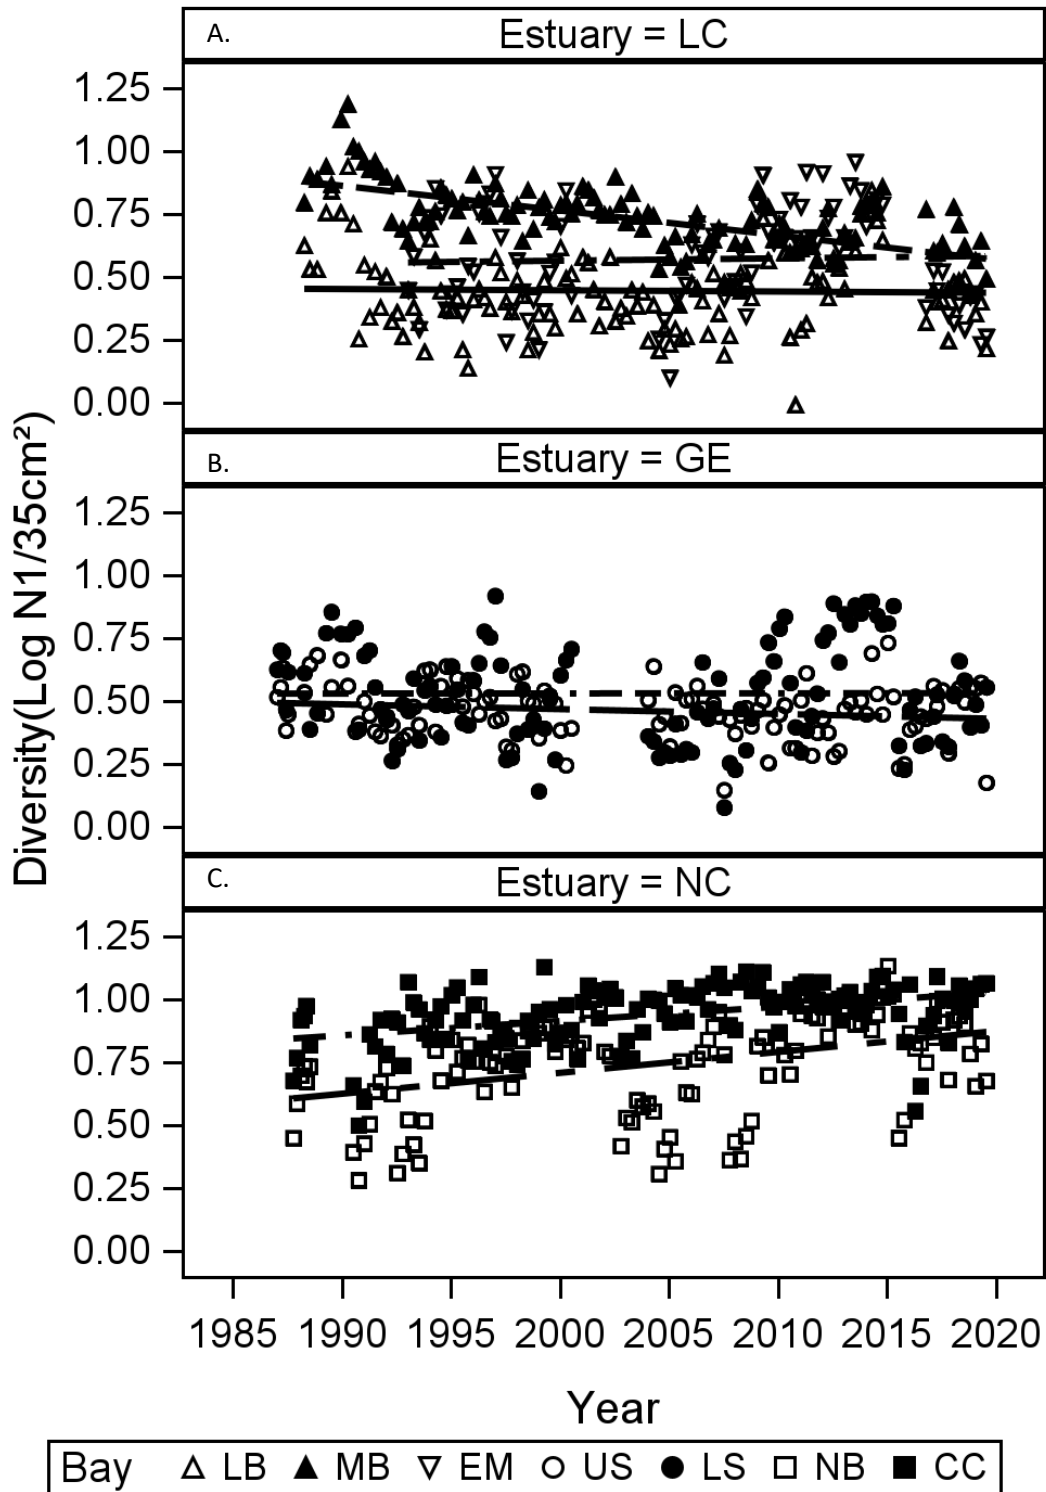 A. Estuary = LC
1.25
1.00
0.75
0.50
0.25
0.00
B. Estuary = GE
1.25
1.00
0.75
0.50
0.25
0.00
C. Estuary = NC
1.25
1.00
0.75
0.50
0.25
0.00
Diversity(Log N1/35cm²)
1985 1990 1995 2000 2005 2010 2015 2020
Year
Bay LB MB EM US LS NB CC